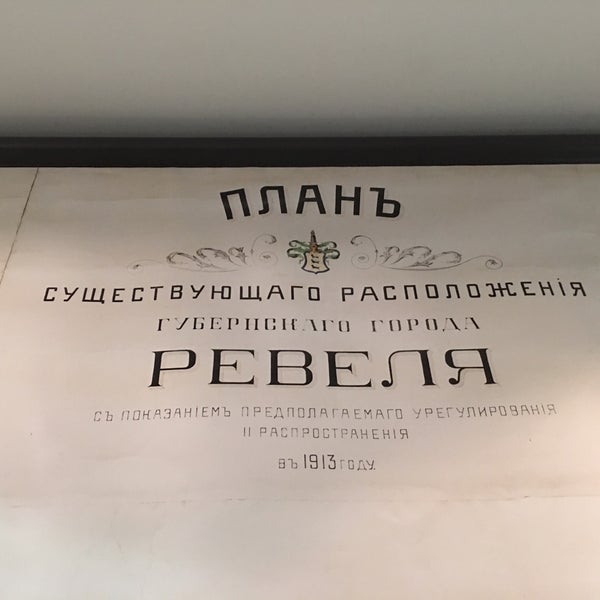 ПЛАНЪ
СУЩЕСТВУЮЩАГО РАСПОЛОЖЕНІЯ
ГУБЕРНСКАГО ГОРОДА
РЕВЕЛЯ
СЪ ПОКАЗАНІЕМЪ ПРЕДПОЛАГАЕМАГО УРЕГУЛИРОВАНІЯ
И РАСПРОСТРАНЕНІЯ
ВЪ 1913 ГОДУ.